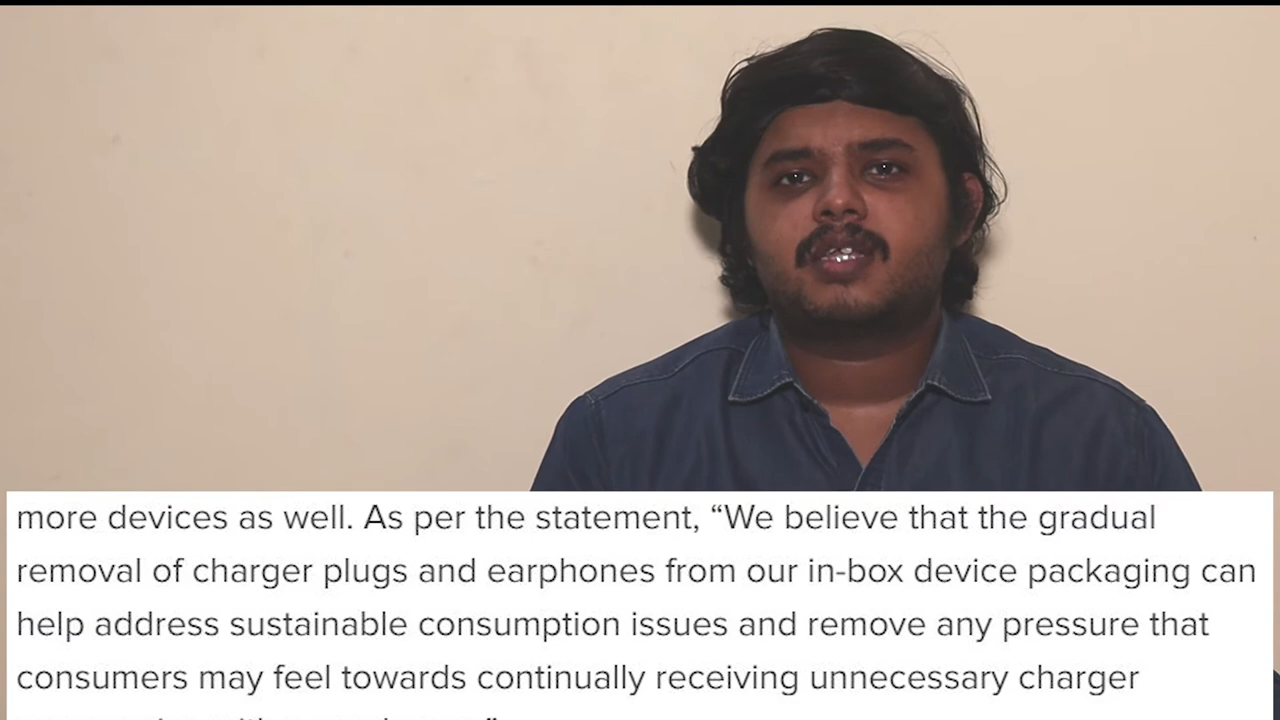 more devices as well. As per the statement, “We believe that the gradual
removal of charger plugs and earphones from our in-box device packaging can
help address sustainable consumption issues and remove any pressure that
consumers may feel towards continually receiving unnecessary charger